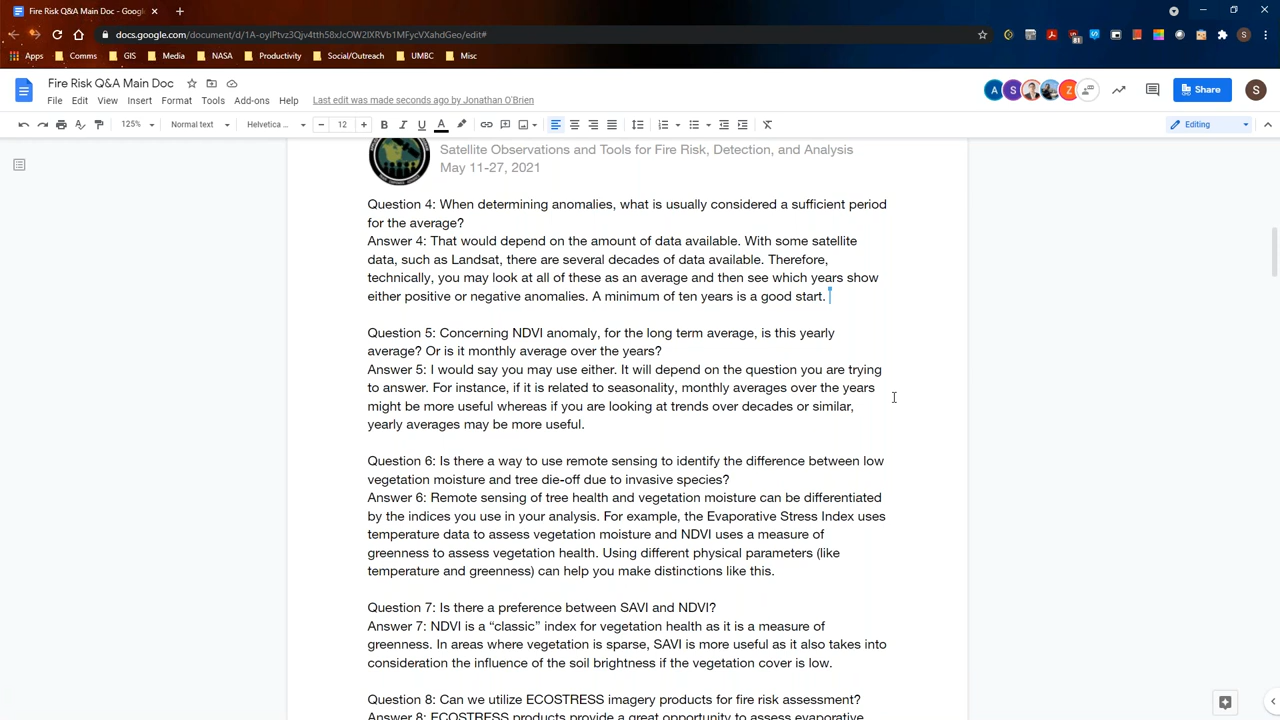 Fire Risk Q&A Main Doc - Googl
docs.google.com/document/d/1A-oyIPtvz3Qjv4tth58xJcOW2IXRVb1MFycVXahdGeo/edit#
Apps Comms GIS Media NASA Productivity Social/Outreach UMBC Misc
Fire Risk Q&A Main Doc
File Edit View Insert Format Tools Add-ons Help Last edit was made seconds ago by Jonathan O'Brien
A S Z Share S
125% Normal text Helvetica ... 12 Editing
Satellite Observations and Tools for Fire Risk, Detection, and Analysis
May 11-27, 2021
Question 4: When determining anomalies, what is usually considered a sufficient period
for the average?
Answer 4: That would depend on the amount of data available. With some satellite
data, such as Landsat, there are several decades of data available. Therefore,
technically, you may look at all of these as an average and then see which years show
either positive or negative anomalies. A minimum of ten years is a good start.
Question 5: Concerning NDVI anomaly, for the long term average, is this yearly
average? Or is it monthly average over the years?
Answer 5: I would say you may use either. It will depend on the question you are trying
to answer. For instance, if it is related to seasonality, monthly averages over the years
might be more useful whereas if you are looking at trends over decades or similar,
yearly averages may be more useful.
Question 6: Is there a way to use remote sensing to identify the difference between low
vegetation moisture and tree die-off due to invasive species?
Answer 6: Remote sensing of tree health and vegetation moisture can be differentiated
by the indices you use in your analysis. For example, the Evaporative Stress Index uses
temperature data to assess vegetation moisture and NDVI uses a measure of
greenness to assess vegetation health. Using different physical parameters (like
temperature and greenness) can help you make distinctions like this.
Question 7: Is there a preference between SAVI and NDVI?
Answer 7: NDVI is a “classic” index for vegetation health as it is a measure of
greenness. In areas where vegetation is sparse, SAVI is more useful as it also takes into
consideration the influence of the soil brightness if the vegetation cover is low.
Question 8: Can we utilize ECOSTRESS imagery products for fire risk assessment?
Answer 8: ECOSTRESS products provide a great opportunity to assess evaporative